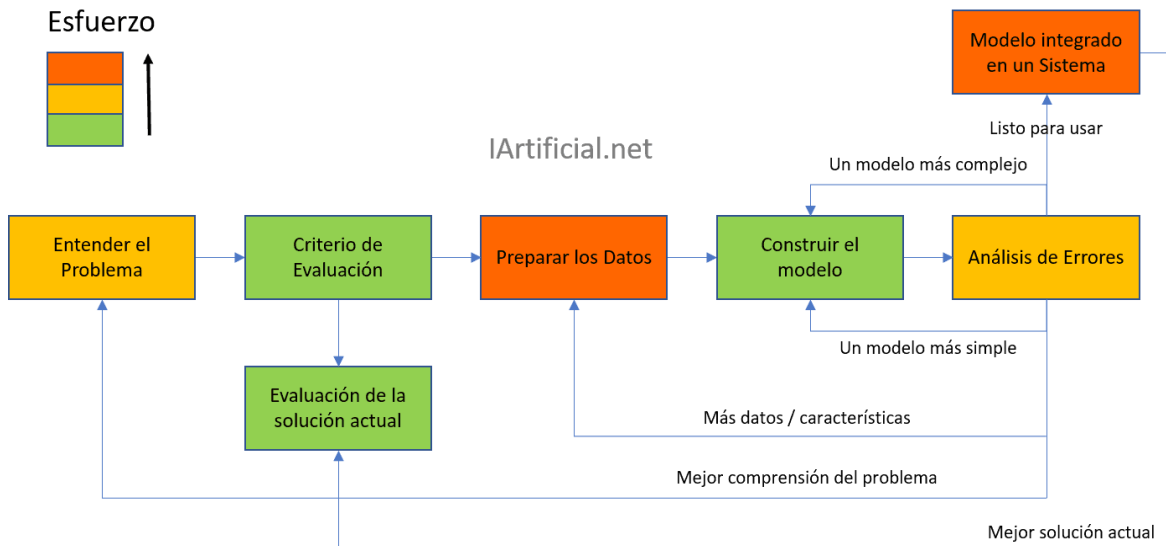 Esfuerzo
Modelo integrado
en un Sistema
Listo para usar
IArtificial.net
Un modelo más complejo
Entender el
Problema
Criterio de
Evaluación
Preparar los Datos
Construir el
modelo
Análisis de Errores
Un modelo más simple
Evaluación de la
solución actual
Más datos / características
Mejor comprensión del problema
Mejor solución actual